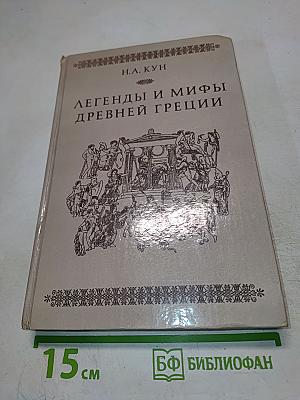 Н.А. КУН
ЛЕГЕНДЫ И МИФЫ
ДРЕВНЕЙ ГРЕЦИИ
15 см
БФ БИБЛИОФАН